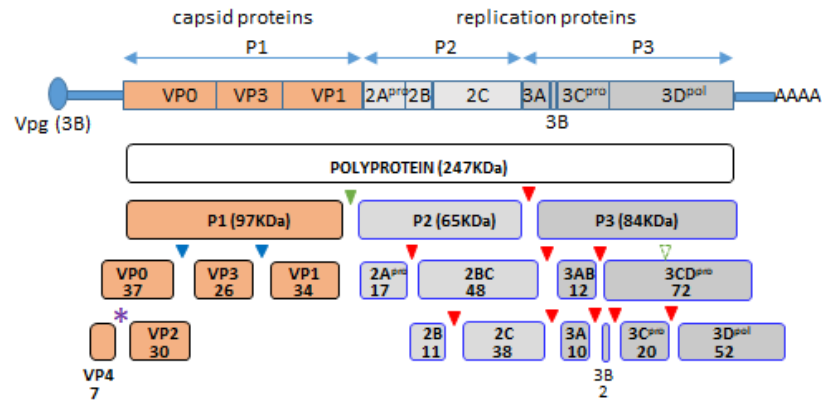 capsid proteins replication proteins
P1 P2 P3
VP0 VP3 VP1 2Apro 2B 2C 3A 3Cpro 3Dpol AAAA
Vpg (3B) 3B
POLYPROTEIN (247KDa)
P1 (97KDa) P2 (65KDa) P3 (84KDa)
VP0 VP3 VP1 2Apro 2BC 3AB 3CDpro
37 26 34 17 48 12 72
* VP2 2B 2C 3A 3Cpro 3Dpol
30 11 38 10 20 52
VP4 3B
7 2